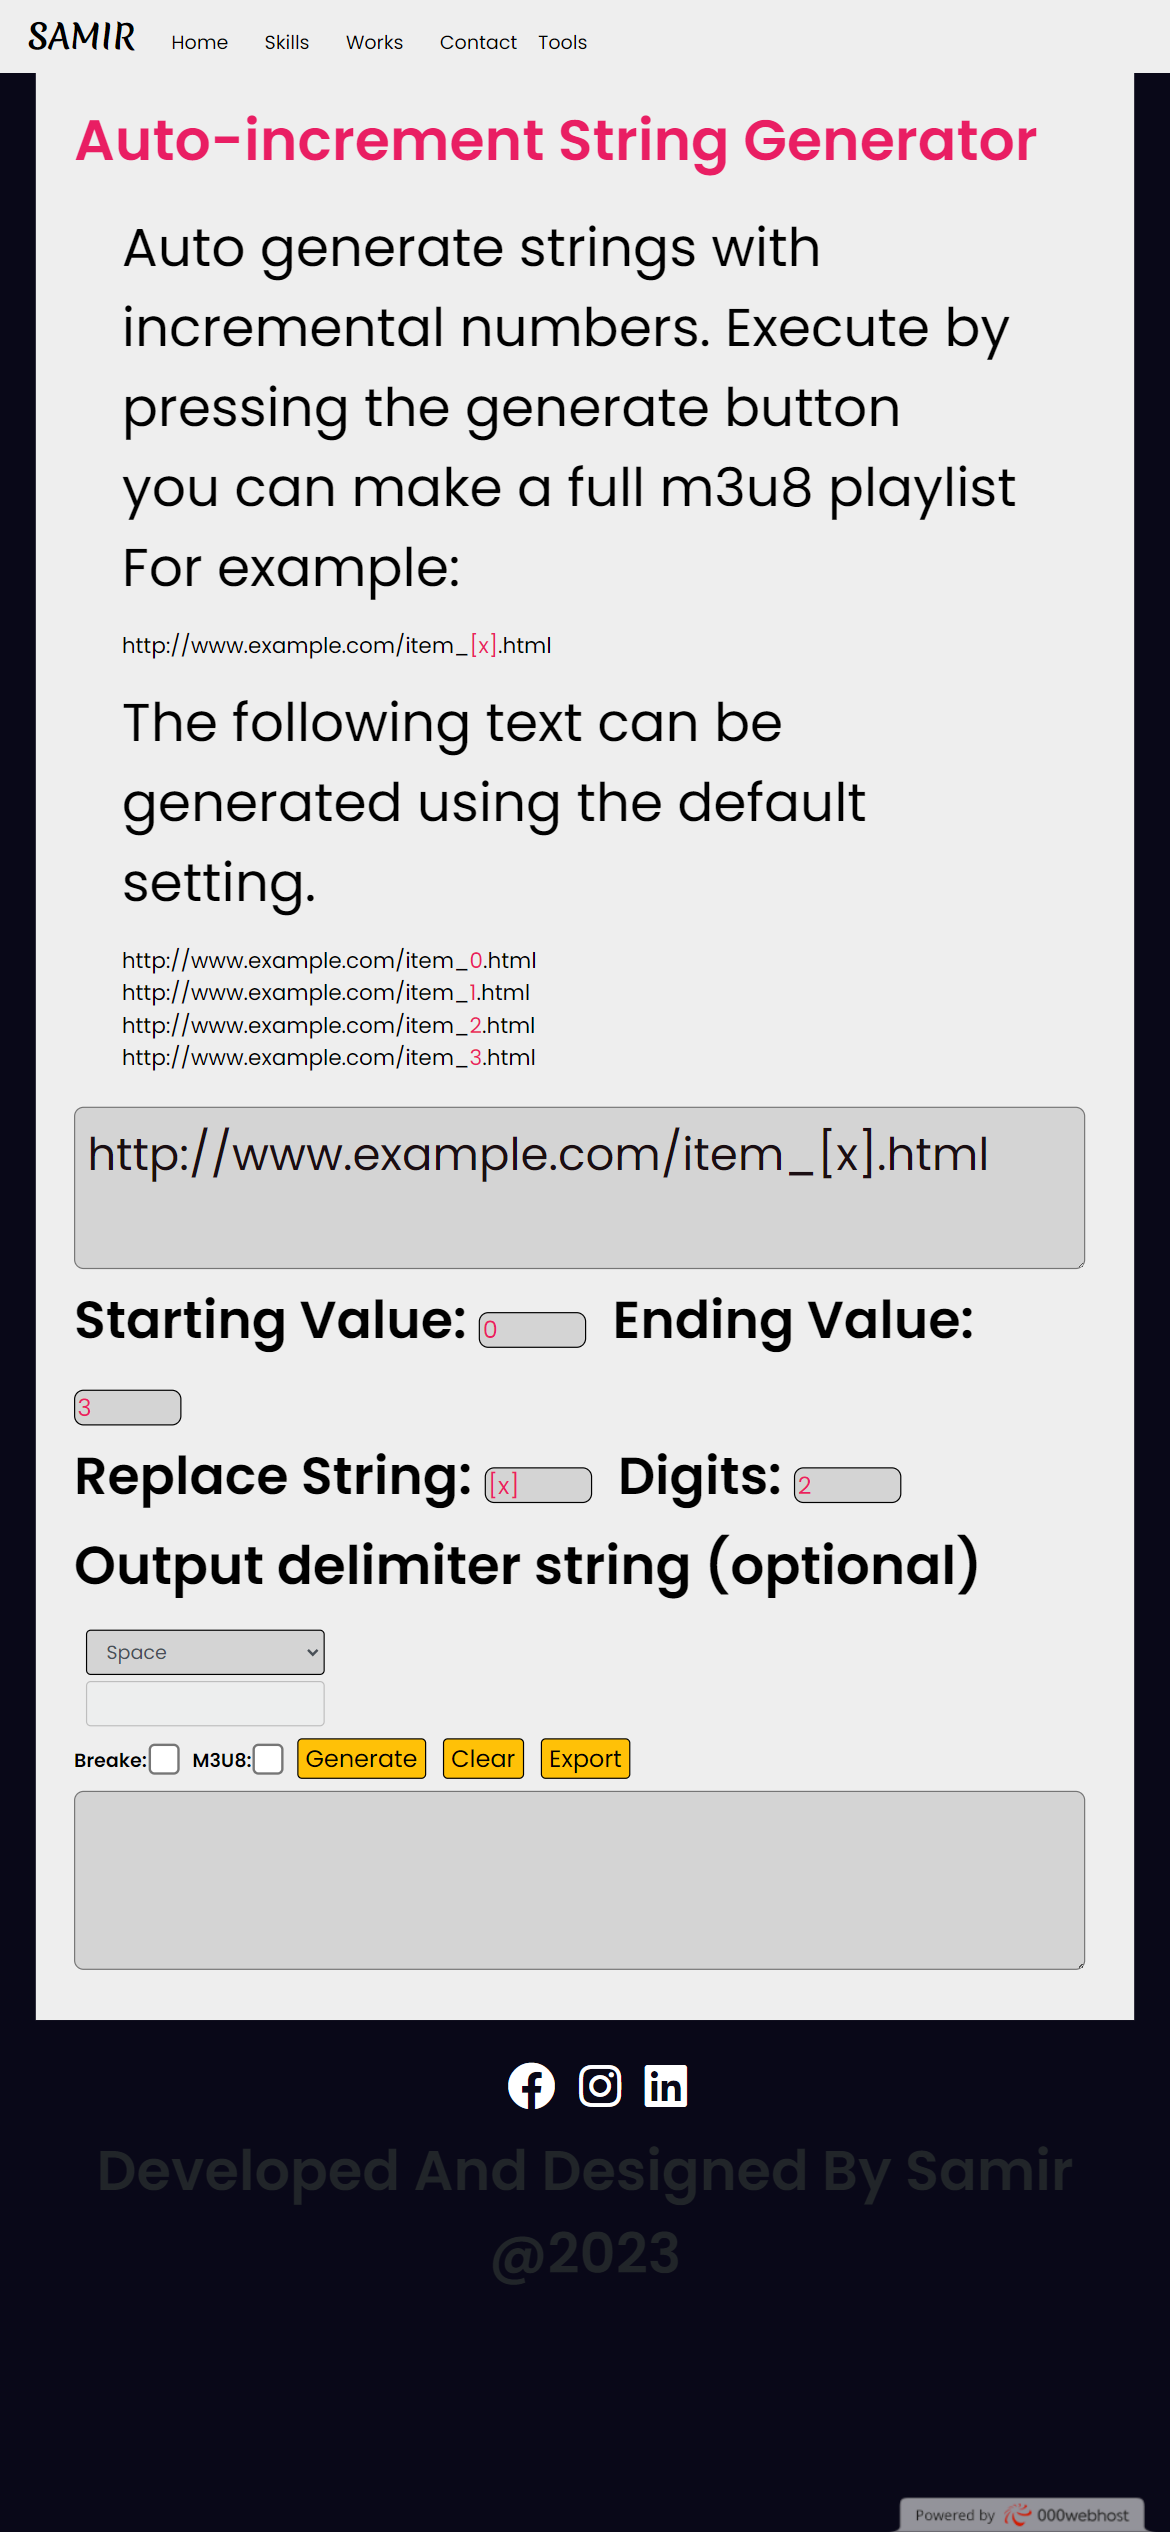 SAMIR Home Skills Works Contact Tools
Auto-increment String Generator
Auto generate strings with
incremental numbers. Execute by
pressing the generate button
you can make a full m3u8 playlist
For example:
http://www.example.com/item_[x].html
The following text can be
generated using the default
setting.
http://www.example.com/item_0.html
http://www.example.com/item_1.html
http://www.example.com/item_2.html
http://www.example.com/item_3.html
http://www.example.com/item_[x].html
Starting Value: 0 Ending Value:
3
Replace String: [x] Digits: 2
Output delimiter string (optional)
Space
Breake: M3U8: Generate Clear Export
Developed And Designed By Samir
@2023
Powered by 000webhost